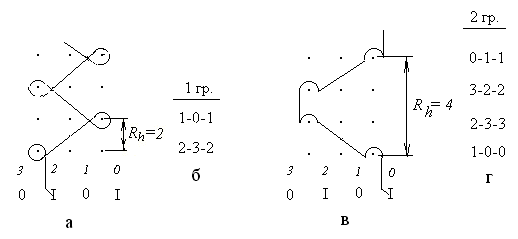 1 гр.
1-0-1
2-3-2
б
R_h=2
3 2 1 0
0 I 0 I
а
2 гр.
0-1-1
3-2-2
2-3-3
1-0-0
г
R_h= 4
3 2 1 0
0 I 0 I
в